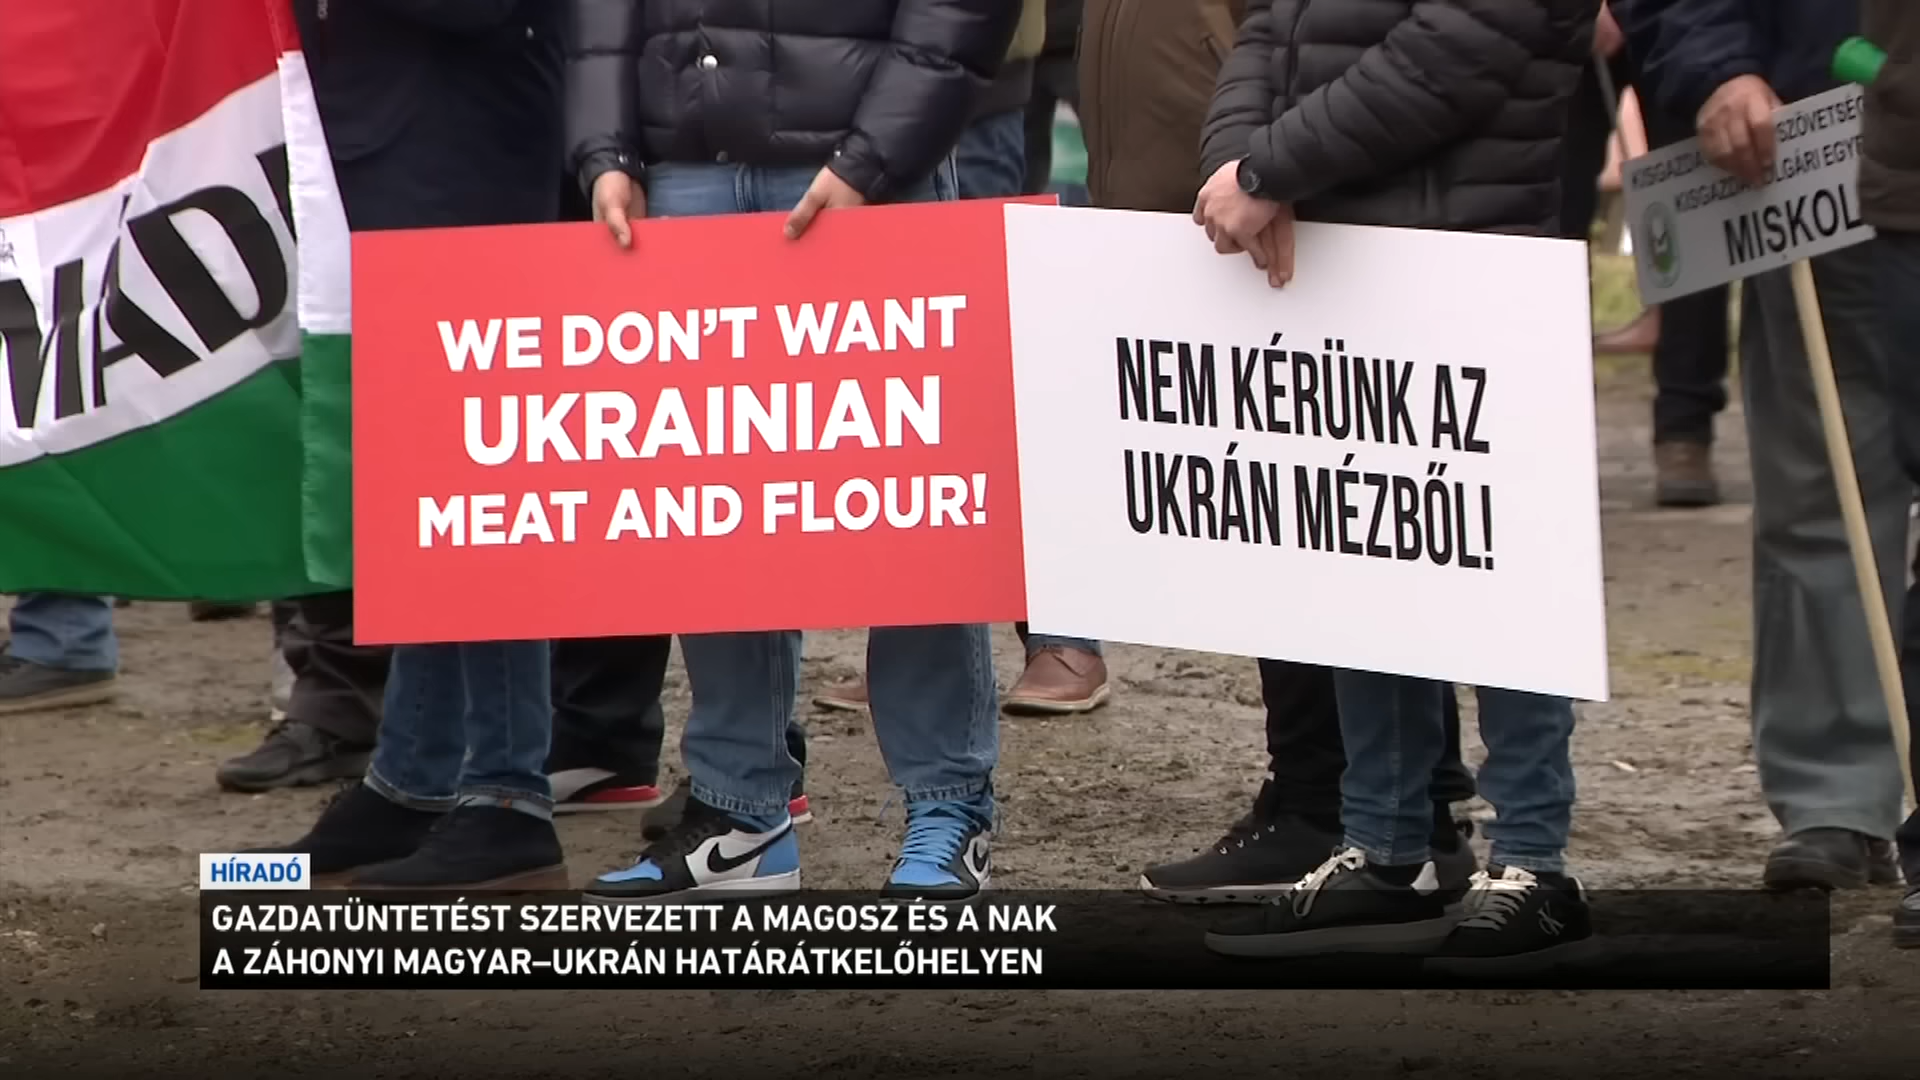 WE DON'T WANT
UKRAINIAN
MEAT AND FLOUR!
NEM KÉRÜNK AZ
UKRÁN MÉZBŐL!
SZÖVETSÉG
MISKOL
HÍRADÓ
GAZDATÜNTETÉST SZERVEZETT A MAGOSZ ÉS A NAK
A ZÁHONYI MAGYAR–UKRÁN HATÁRÁTKELŐHELYEN